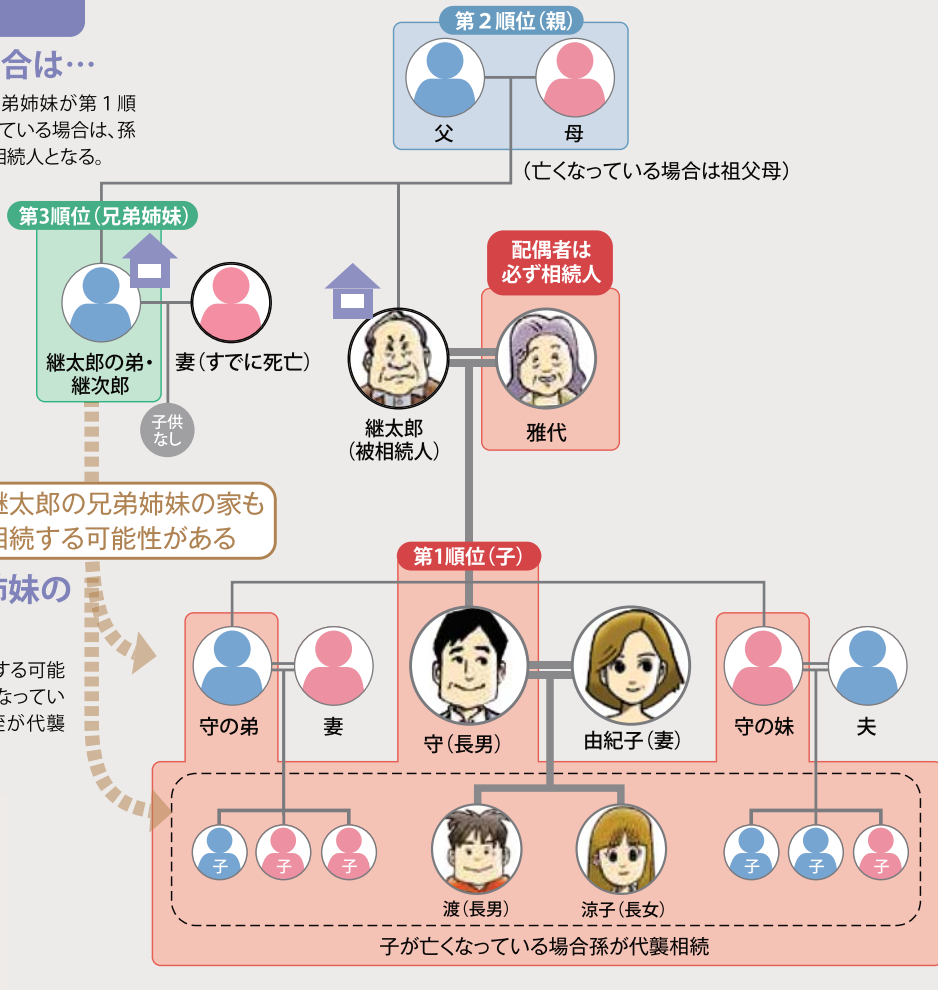 合は…
弟姉妹が第1順
ている場合は、孫
相続人となる。
第2順位(親)
父
母
(亡くなっている場合は祖父母)
第3順位(兄弟姉妹)
継太郎の弟・
継次郎
妻(すでに死亡)
子供
なし
配偶者は
必ず相続人
継太郎
(被相続人)
雅代
継太郎の兄弟姉妹の家も
相続する可能性がある
姉妹の
する可能
なってい
が代襲
第1順位(子)
守の弟
妻
守(長男)
由紀子(妻)
守の妹
夫
子
子
子
渡(長男)
涼子(長女)
子
子
子
子が亡くなっている場合孫が代襲相続